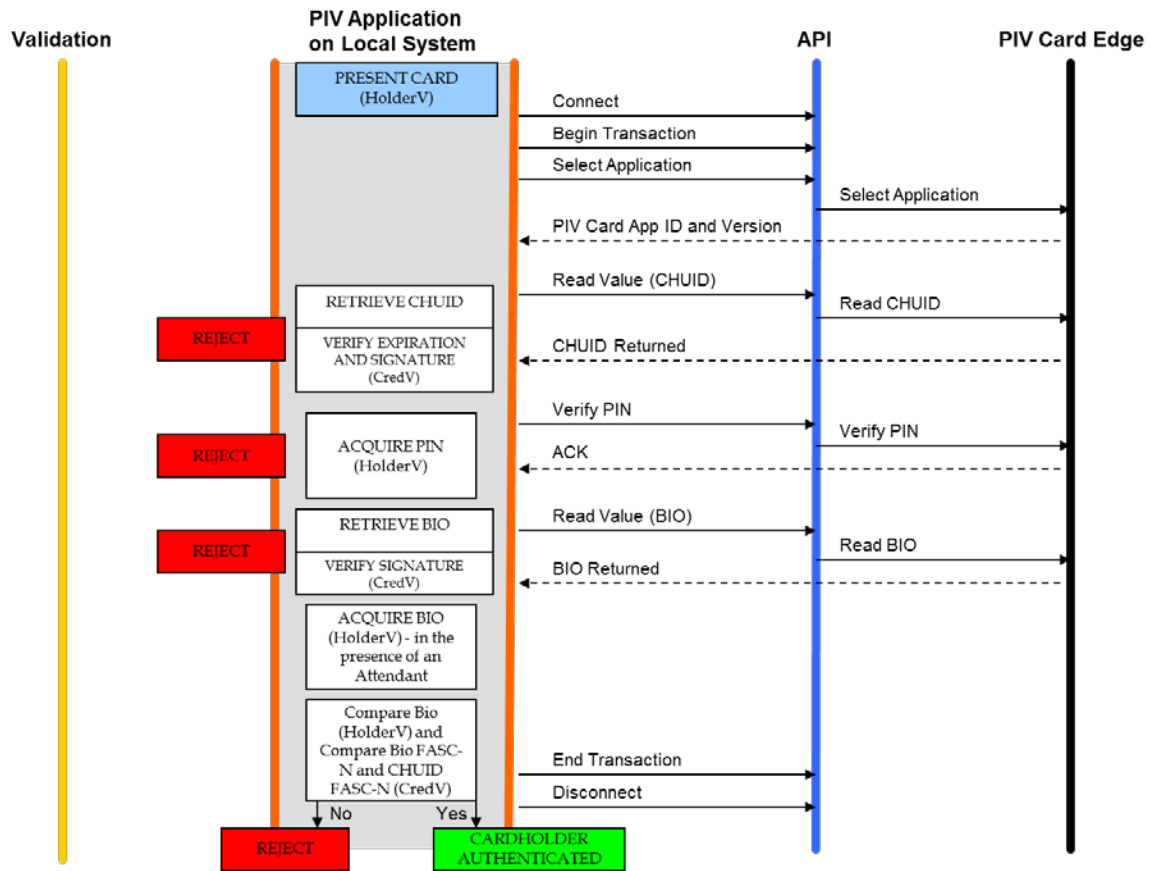 Validation
PIV Application
on Local System
API
PIV Card Edge
PRESENT CARD
(HolderV)
Connect
Begin Transaction
Select Application
Select Application
PIV Card App ID and Version
Read Value (CHUID)
RETRIEVE CHUID
Read CHUID
REJECT
VERIFY EXPIRATION
AND SIGNATURE
(CredV)
CHUID Returned
Verify PIN
Verify PIN
REJECT
ACQUIRE PIN
(HolderV)
ACK
Read Value (BIO)
RETRIEVE BIO
Read BIO
REJECT
VERIFY SIGNATURE
(CredV)
BIO Returned
ACQUIRE BIO
(HolderV) - in the
presence of an
Attendant
Compare Bio
(HolderV) and
Compare Bio FASC-
N and CHUID
FASC-N (CredV)
End Transaction
Disconnect
No
Yes
REJECT
CARDHOLDER
AUTHENTICATED